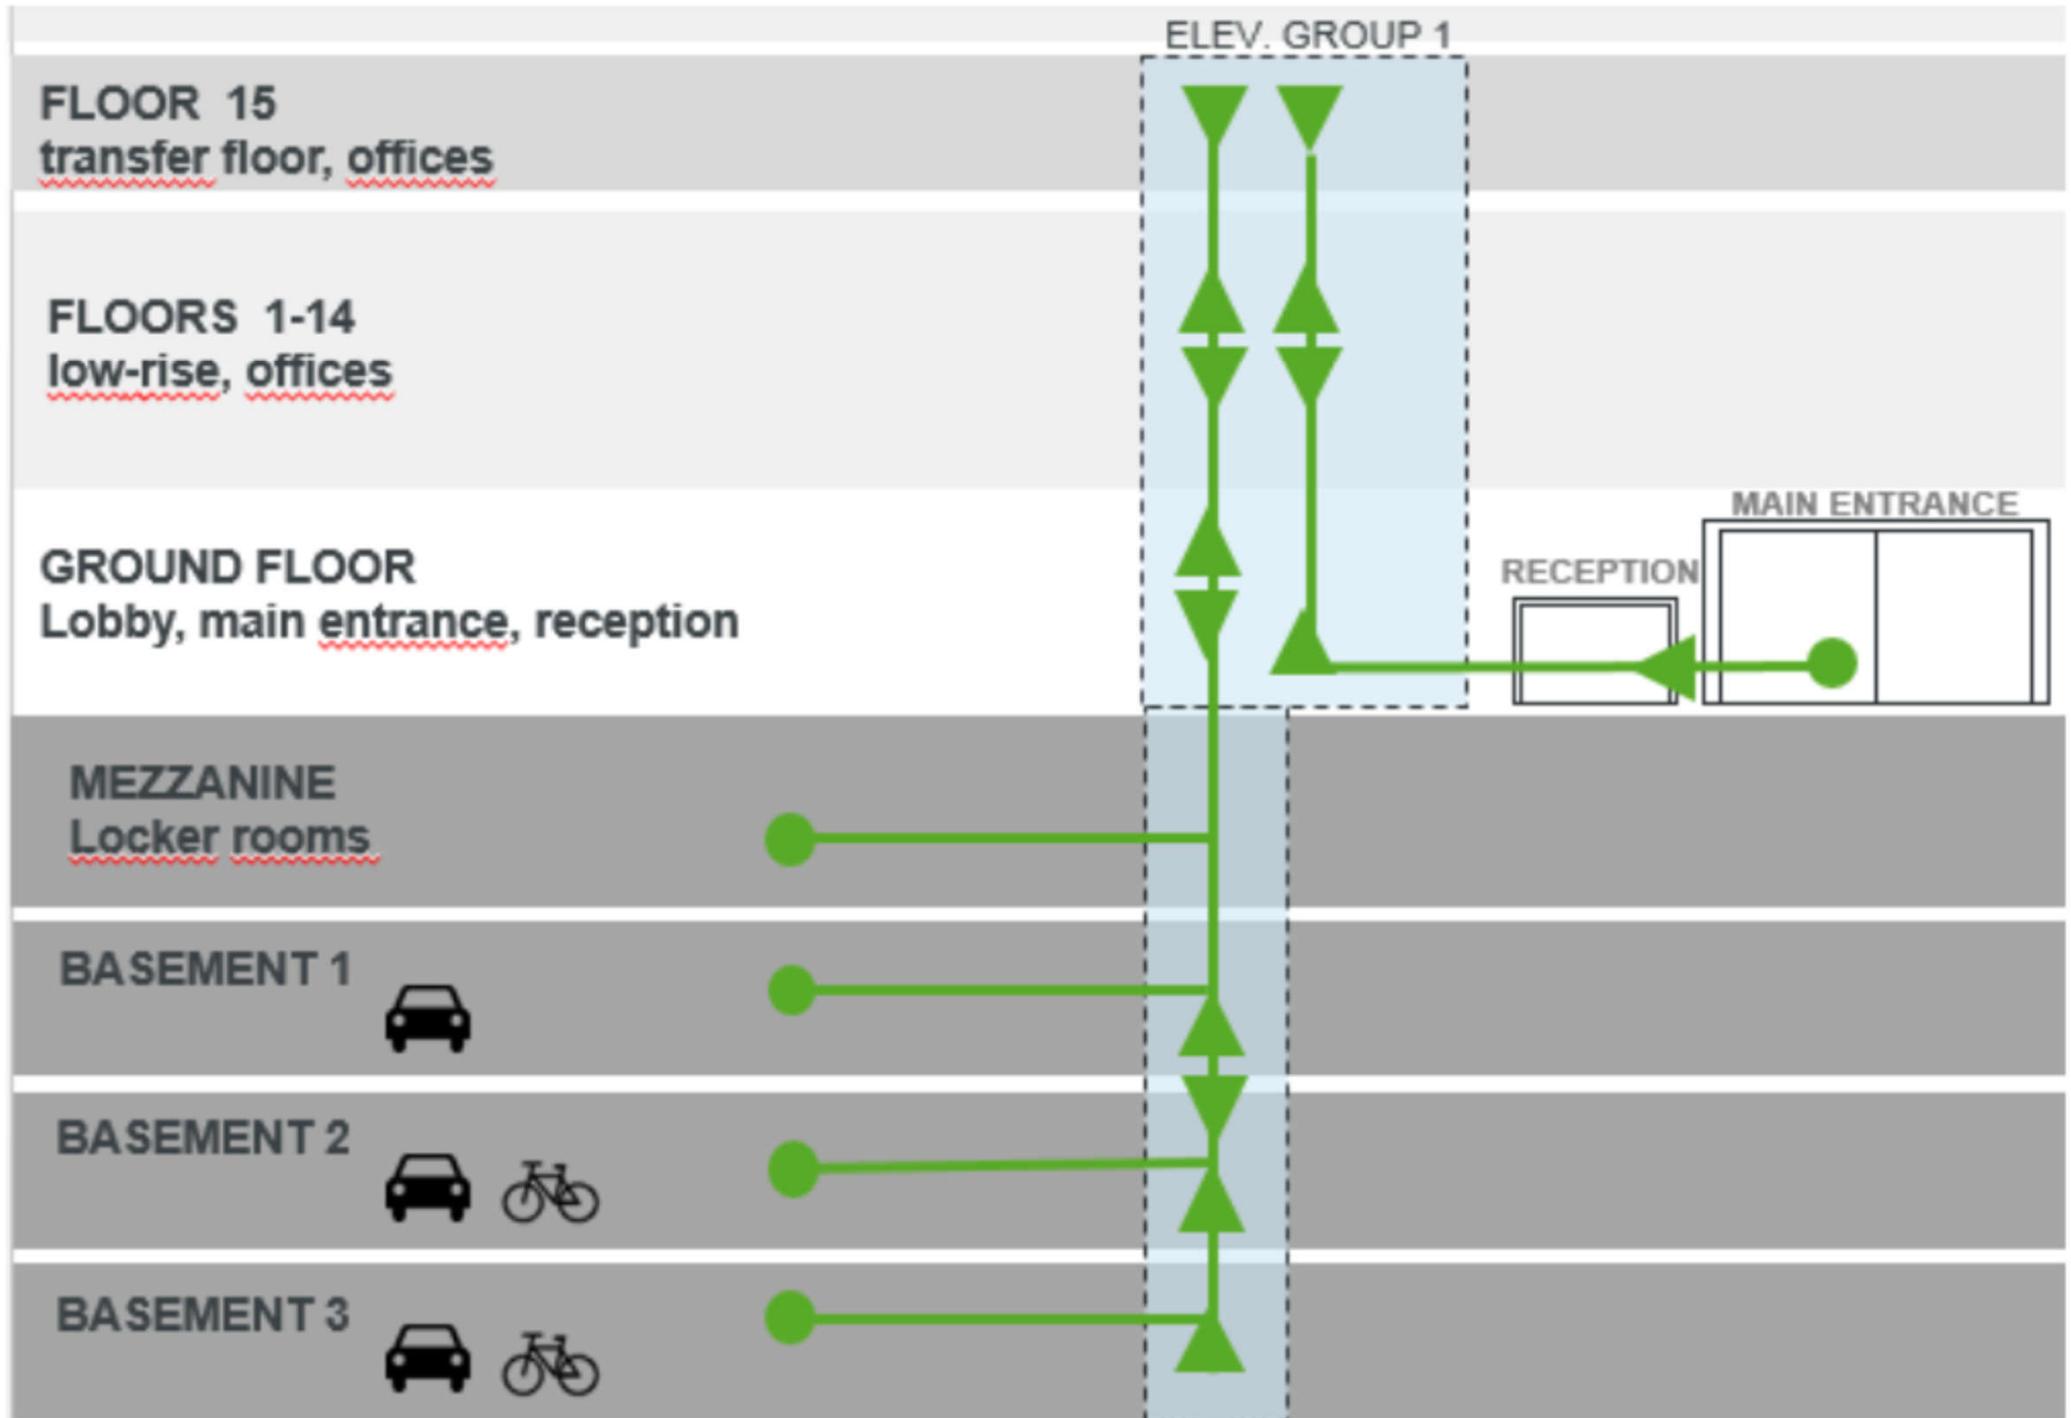 ELEV. GROUP 1
FLOOR 15
transfer floor, offices
FLOORS 1-14
low-rise, offices
MAIN ENTRANCE
GROUND FLOOR
RECEPTION
Lobby, main entrance, reception
MEZZANINE
Locker rooms
BASEMENT 1
BASEMENT 2
BASEMENT 3